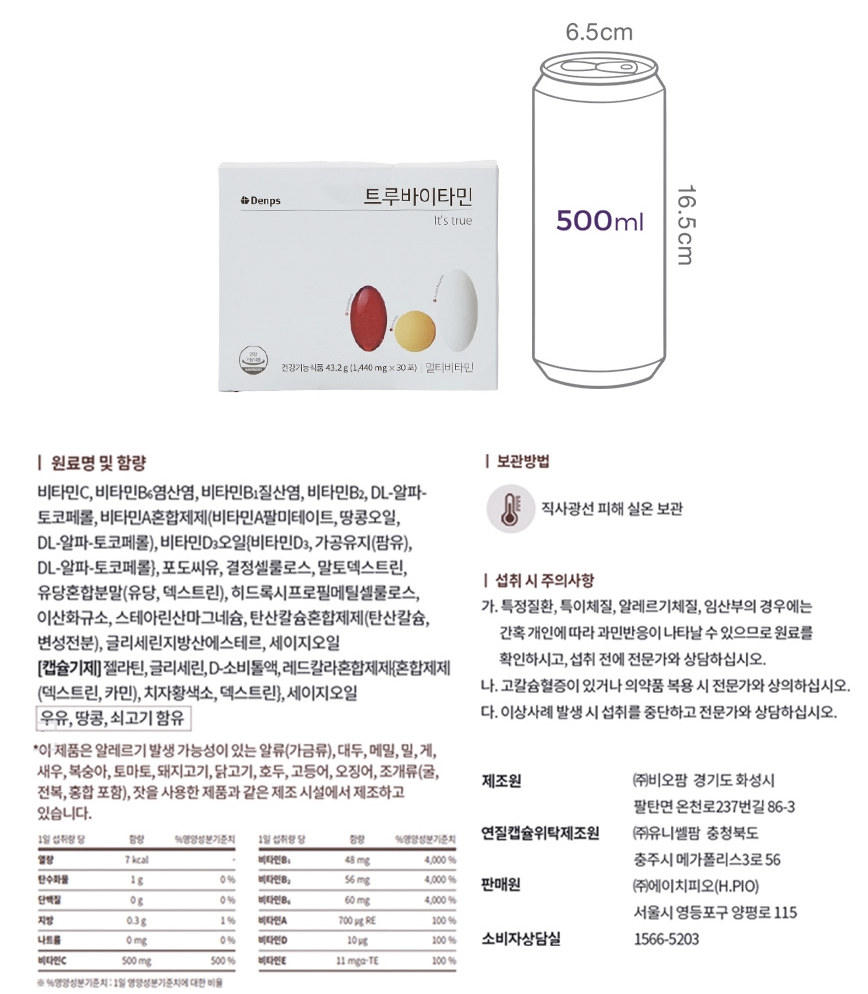 6.5cm
Denps
트루바이타민
It's true
500ml
16.5cm
건강기능식품 43.2 g (1,440 mg × 30 포) | 멀티비타민
원료명 및 함량
비타민C, 비타민B₆염산염, 비타민B₁질산염, 비타민B₂, DL-알파-
토코페롤, 비타민A혼합제제(비타민A팔미테이트, 땅콩오일,
DL-알파-토코페롤), 비타민D₃오일{비타민D₃, 가공유지(팜유),
DL-알파-토코페롤}, 포도씨유, 결정셀룰로스, 말토덱스트린,
유당혼합분말(유당, 덱스트린), 히드록시프로필메틸셀룰로스,
이산화규소, 스테아린산마그네슘, 탄산칼슘혼합제제(탄산칼슘,
변성전분), 글리세린지방산에스테르, 세이지오일
[캡슐기제] 젤라틴, 글리세린, D-소비톨액, 레드칼라혼합제제{혼합제제
(덱스트린, 카민), 치자황색소, 덱스트린}, 세이지오일
우유, 땅콩, 쇠고기 함유
*이 제품은 알레르기 발생 가능성이 있는 알류(가금류), 대두, 메밀, 밀, 게,
새우, 복숭아, 토마토, 돼지고기, 닭고기, 호두, 고등어, 오징어, 조개류(굴,
전복, 홍합 포함), 잣을 사용한 제품과 같은 제조 시설에서 제조하고
있습니다.
1일 섭취량 당 함량 %영양성분기준치
열량 7 kcal -
탄수화물 1 g 0 %
단백질 0 g 0 %
지방 0.3 g 1 %
나트륨 0 mg 0 %
비타민C 500 mg 500 %
1일 섭취량 당 함량 %영양성분기준치
비타민B₁ 48 mg 4,000 %
비타민B₂ 56 mg 4,000 %
비타민B₆ 60 mg 4,000 %
비타민A 700 µg RE 100 %
비타민D 10 µg 100 %
비타민E 11 mgα-TE 100 %
※ %영양성분기준치 : 1일 영양성분기준치에 대한 비율
보관방법
직사광선 피해 실온 보관
섭취 시 주의사항
가. 특정질환, 특이체질, 알레르기체질, 임산부의 경우에는
간혹 개인에 따라 과민반응이 나타날 수 있으므로 원료를
확인하시고, 섭취 전에 전문가와 상담하십시오.
나. 고칼슘혈증이 있거나 의약품 복용 시 전문가와 상의하십시오.
다. 이상사례 발생 시 섭취를 중단하고 전문가와 상담하십시오.
제조원 ㈜비오팜 경기도 화성시
팔탄면 온천로237번길 86-3
연질캡슐위탁제조원 ㈜유니쎌팜 충청북도
충주시 메가폴리스3로 56
판매원 ㈜에이치피오(H.PIO)
서울시 영등포구 양평로 115
소비자상담실 1566-5203